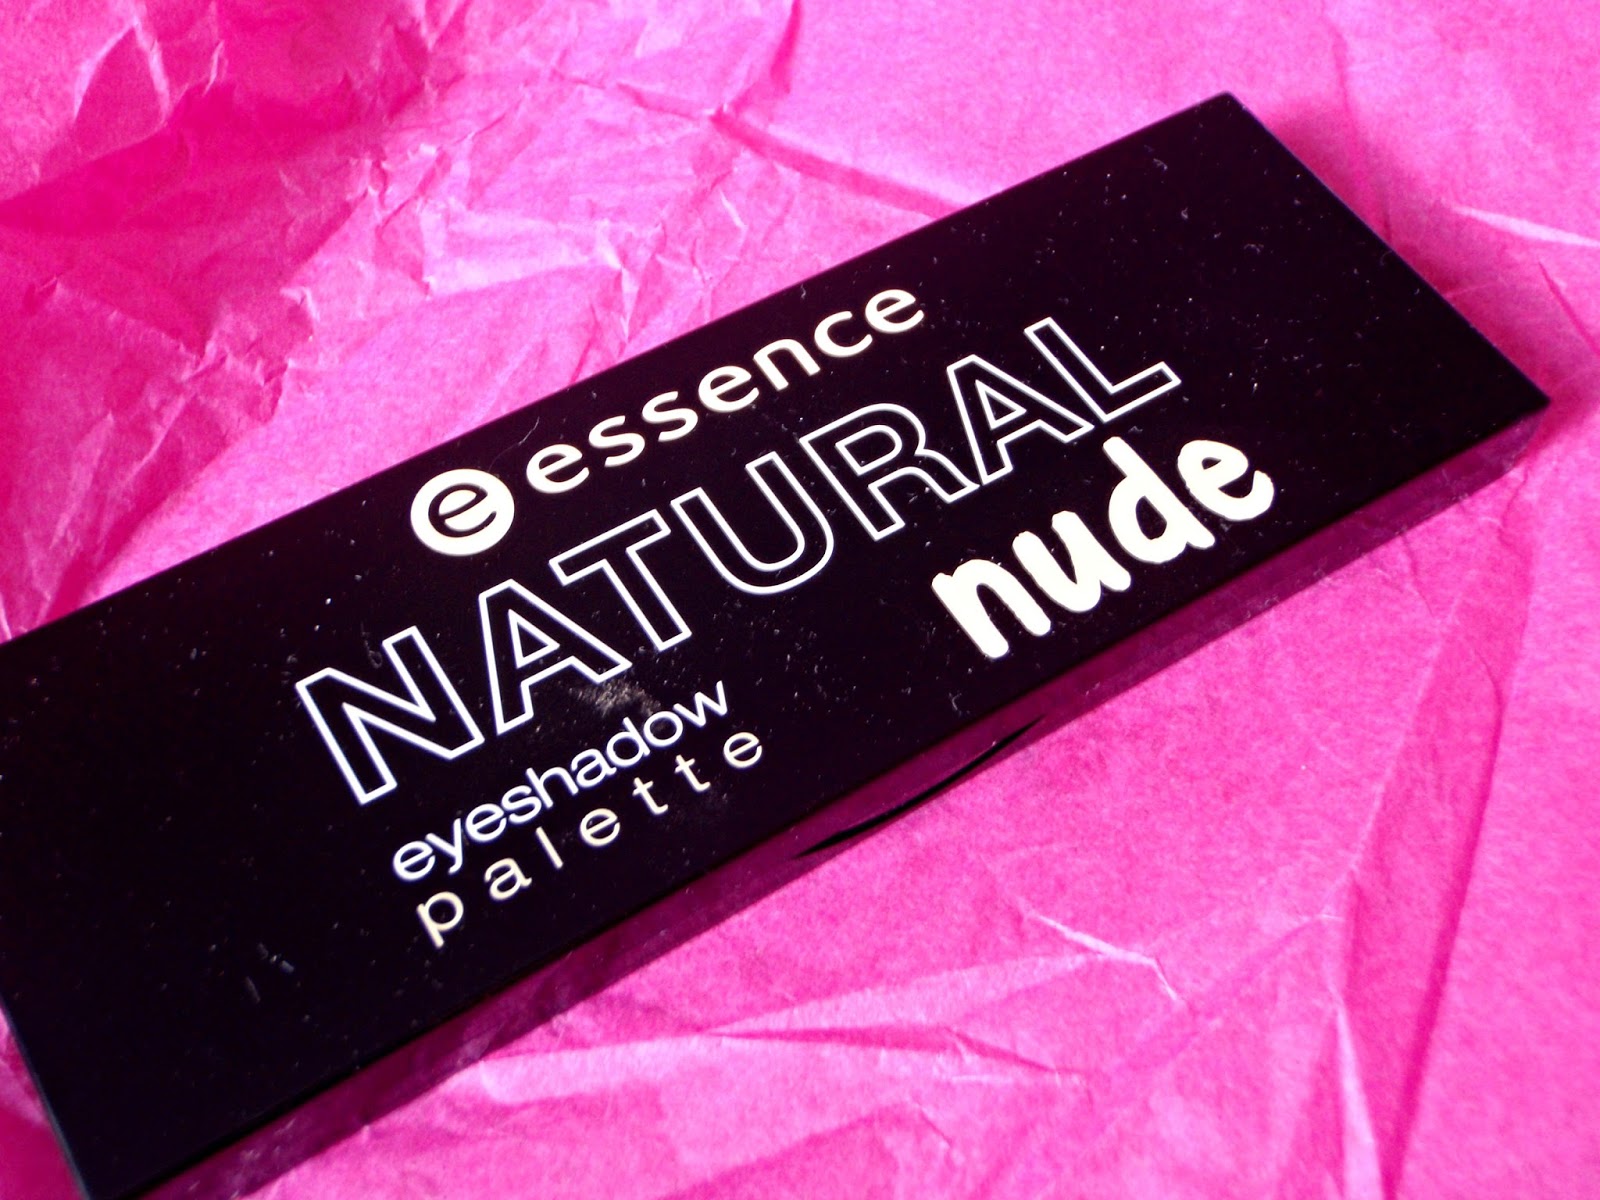 e essence
NATURAL
nude
eyeshadow
palette